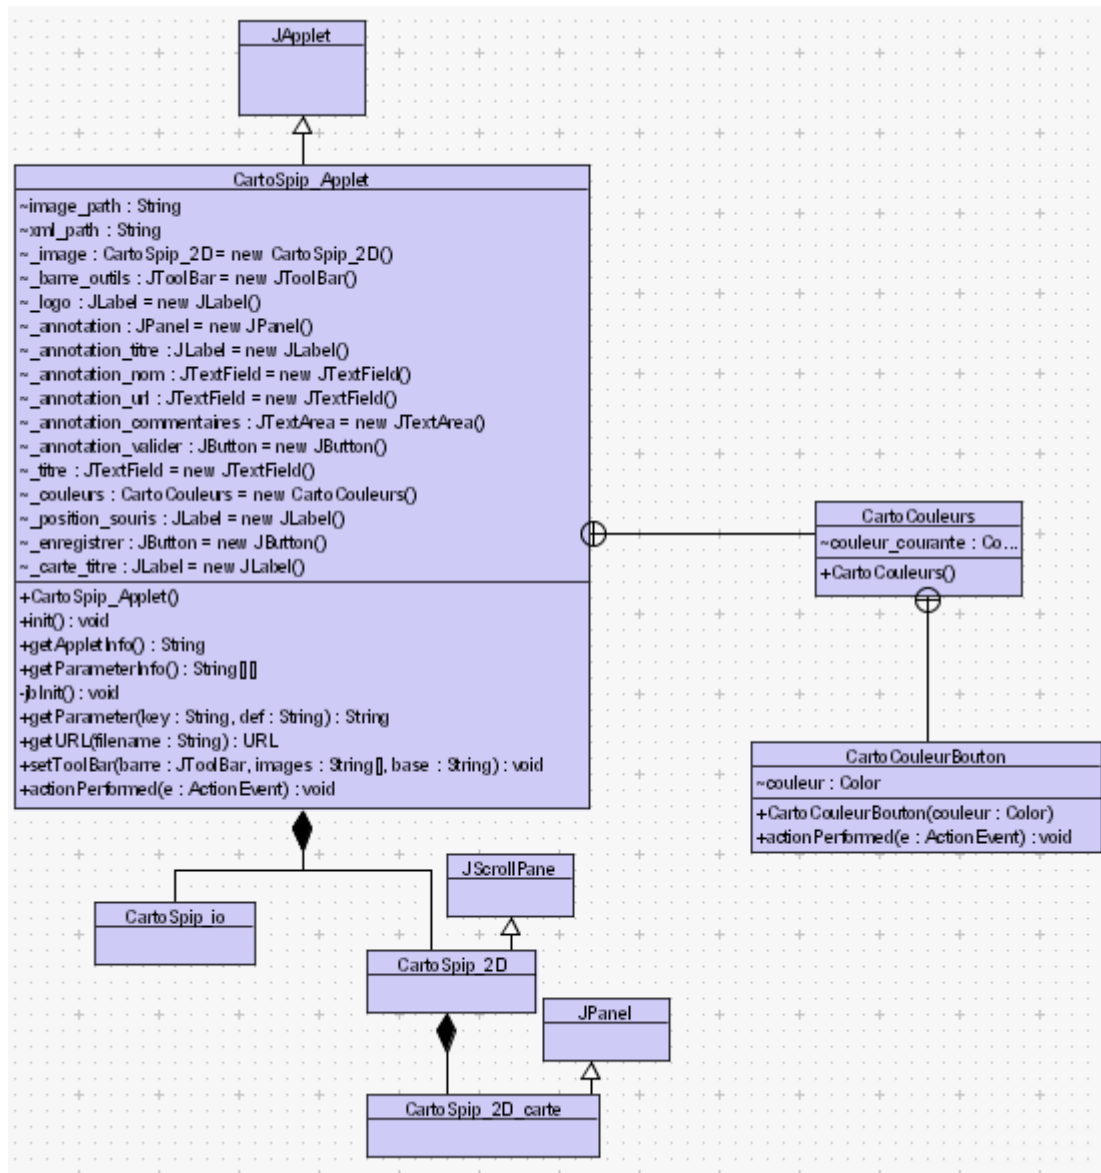 JApplet
CartoSpip_Applet
~image_path : String
~xml_path : String
~_image : CartoSpip_2D = new CartoSpip_2D()
~_barre_outils : JToolBar = new JToolBar()
~_logo : JLabel = new JLabel()
~_annotation : JPanel = new JPanel()
~_annotation_titre : JLabel = new JLabel()
~_annotation_nom : JTextField = new JTextField()
~_annotation_url : JTextField = new JTextField()
~_annotation_commentaires : JTextArea = new JTextArea()
~_annotation_valider : JButton = new JButton()
~_titre : JTextField = new JTextField()
~_couleurs : CartoCouleurs = new CartoCouleurs()
~_position_souris : JLabel = new JLabel()
~_enregistrer : JButton = new JButton()
~_carte_titre : JLabel = new JLabel()
+CartoSpip_Applet()
+init() : void
+getAppletInfo() : String
+getParameterInfo() : String[][]
-jbInit() : void
+getParameter(key : String, def : String) : String
+getURL(filename : String) : URL
+setToolBar(barre : JToolBar, images : String[], base : String) : void
+actionPerformed(e : ActionEvent) : void
CartoCouleurs
~couleur_courante : Co...
+CartoCouleurs()
CartoCouleurBouton
~couleur : Color
+CartoCouleurBouton(couleur : Color)
+actionPerformed(e : ActionEvent) : void
JScrollPane
CartoSpip_io
CartoSpip_2D
JPanel
CartoSpip_2D_carte